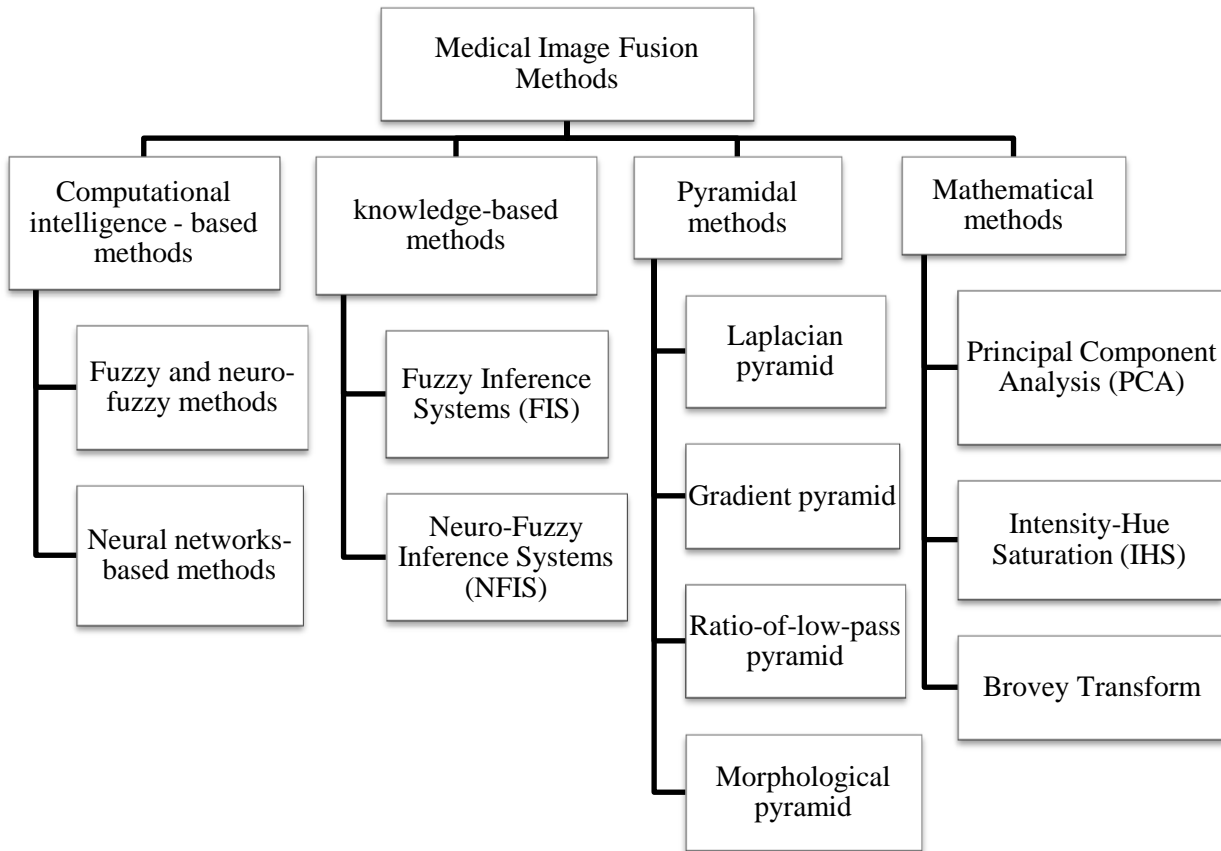 Medical Image Fusion
Methods
Computational
intelligence - based
methods
Fuzzy and neuro-
fuzzy methods
Neural networks-
based methods
knowledge-based
methods
Fuzzy Inference
Systems (FIS)
Neuro-Fuzzy
Inference Systems
(NFIS)
Pyramidal
methods
Laplacian
pyramid
Gradient pyramid
Ratio-of-low-pass
pyramid
Morphological
pyramid
Mathematical
methods
Principal Component
Analysis (PCA)
Intensity-Hue
Saturation (IHS)
Brovey Transform